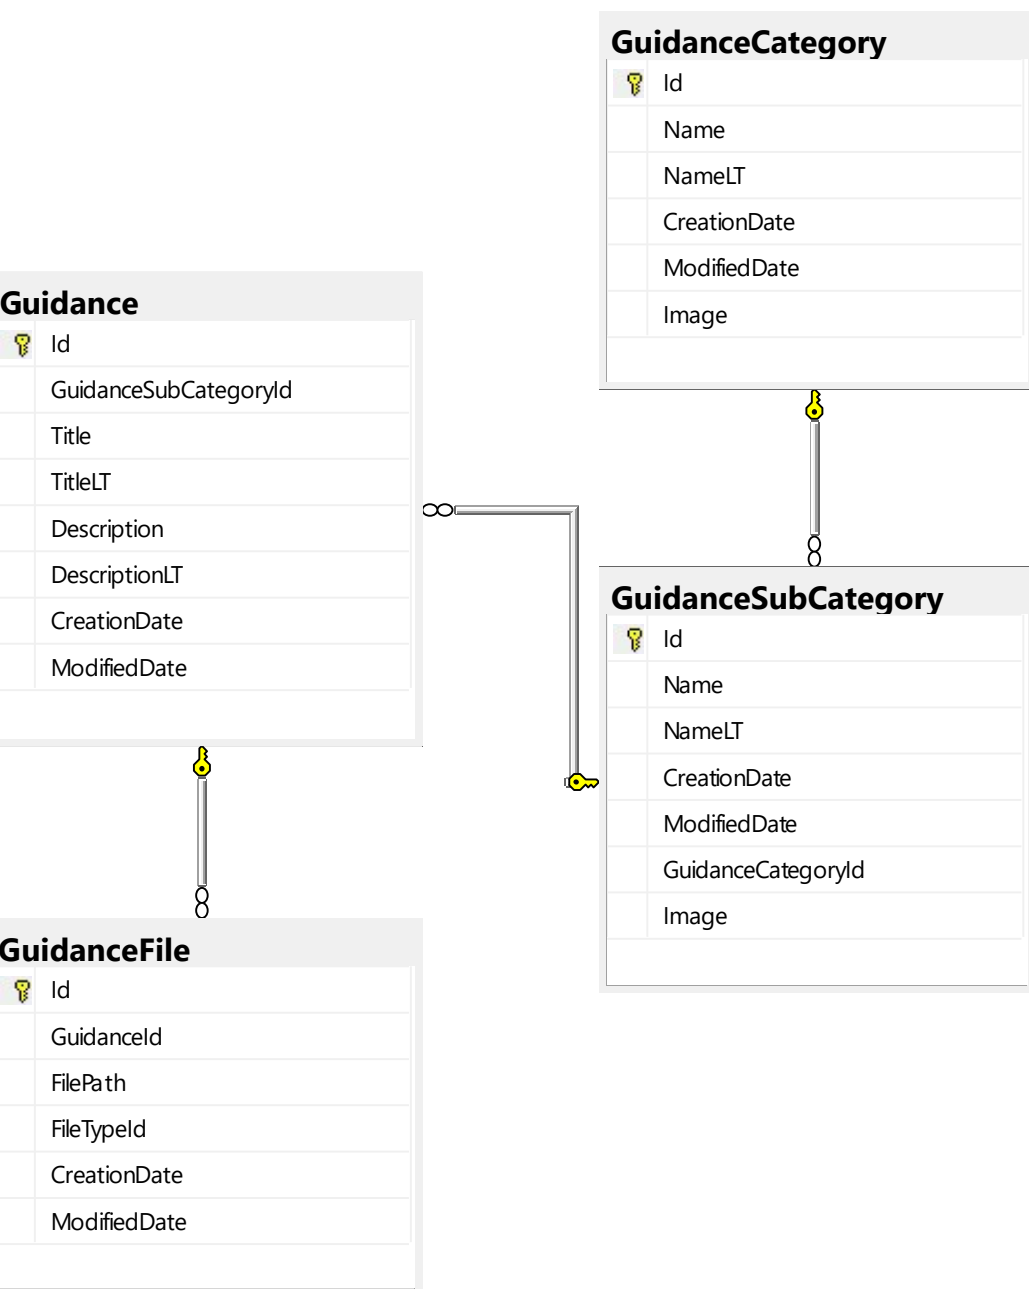 GuidanceCategory
Id
Name
NameLT
CreationDate
ModifiedDate
Image
Guidance
Id
GuidanceSubCategoryId
Title
TitleLT
Description
DescriptionLT
CreationDate
ModifiedDate
GuidanceSubCategory
Id
Name
NameLT
CreationDate
ModifiedDate
GuidanceCategoryId
Image
GuidanceFile
Id
GuidanceId
FilePath
FileTypeId
CreationDate
ModifiedDate